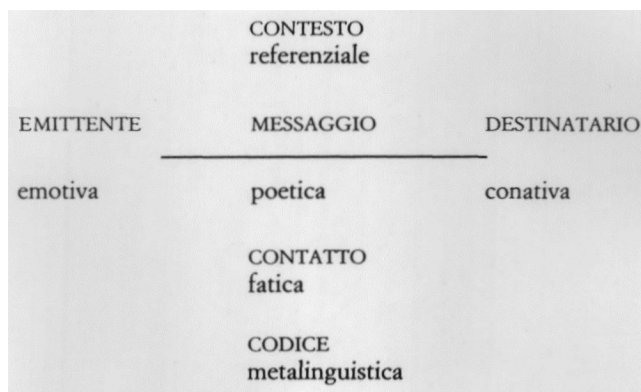 CONTESTO
referenziale
EMITTENTE MESSAGGIO DESTINATARIO
emotiva poetica conativa
CONTATTO
fatica
CODICE
metalinguistica